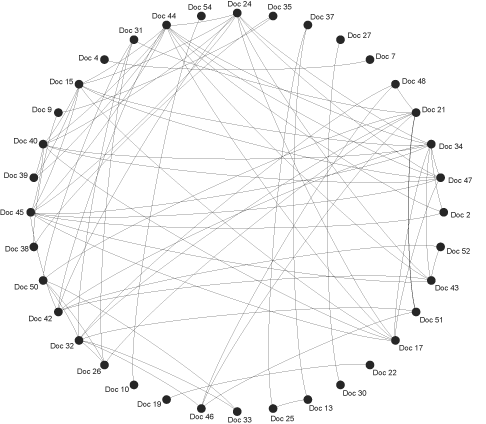 Doc 54
Doc 24
Doc 35
Doc 44
Doc 37
Doc 31
Doc 27
Doc 4
Doc 7
Doc 15
Doc 48
Doc 9
Doc 21
Doc 40
Doc 34
Doc 39
Doc 47
Doc 45
Doc 2
Doc 38
Doc 52
Doc 50
Doc 43
Doc 42
Doc 51
Doc 32
Doc 17
Doc 26
Doc 22
Doc 10
Doc 30
Doc 19
Doc 13
Doc 46
Doc 33
Doc 25